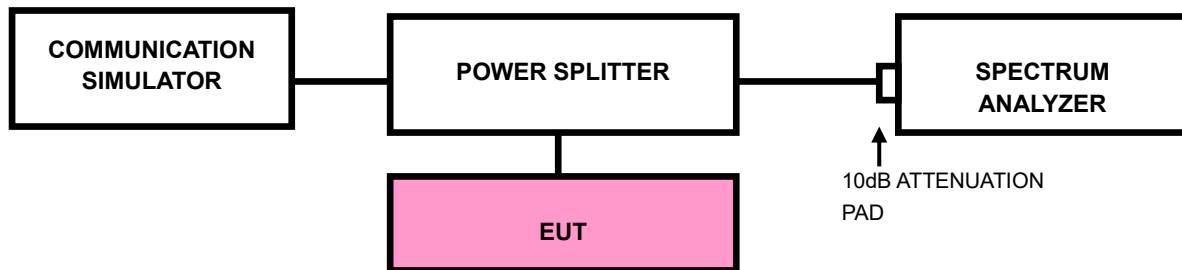 COMMUNICATION
SIMULATOR
POWER SPLITTER
SPECTRUM
ANALYZER
10dB ATTENUATION
PAD
EUT